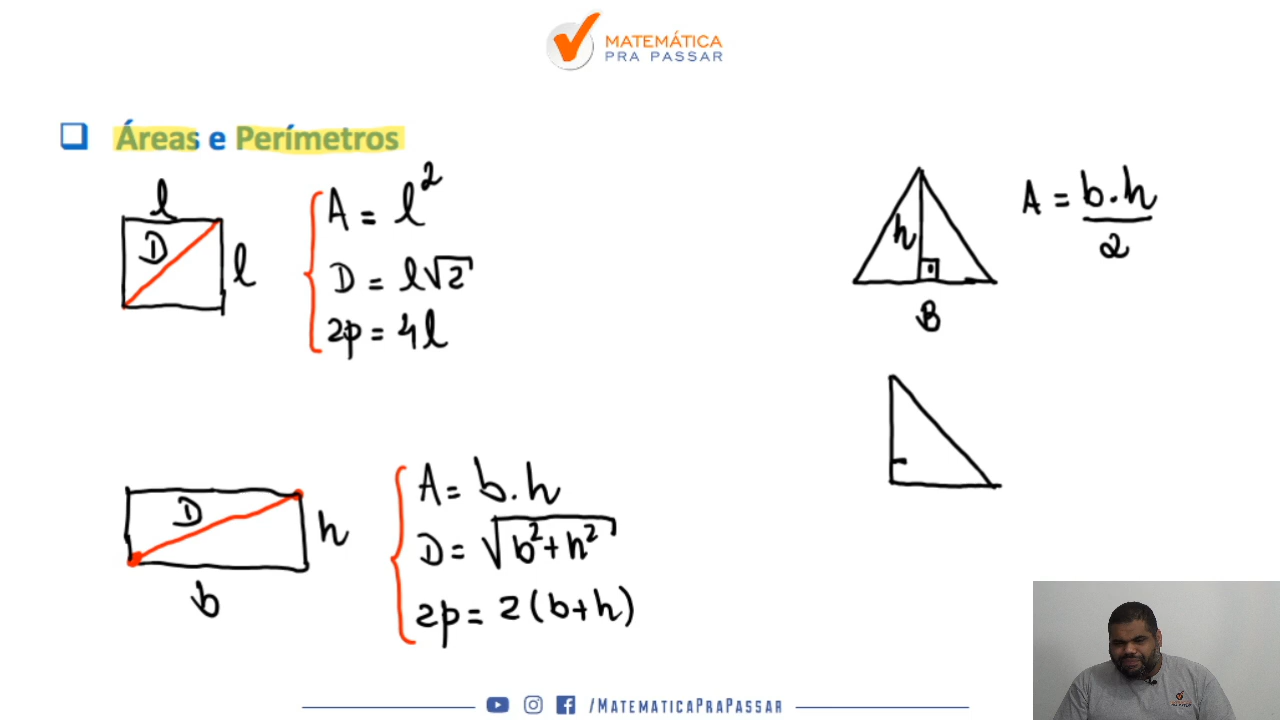 MATEMÁTICA
PRA PASSAR
Áreas e Perímetros
l
D
l
A = l²
D = l√2
2p = 4l
D
h
b
A = b.h
D = √b²+h²
2p = 2(b+h)
h
B
A = b.h
2
/MATEMATICAPRAPASSAR